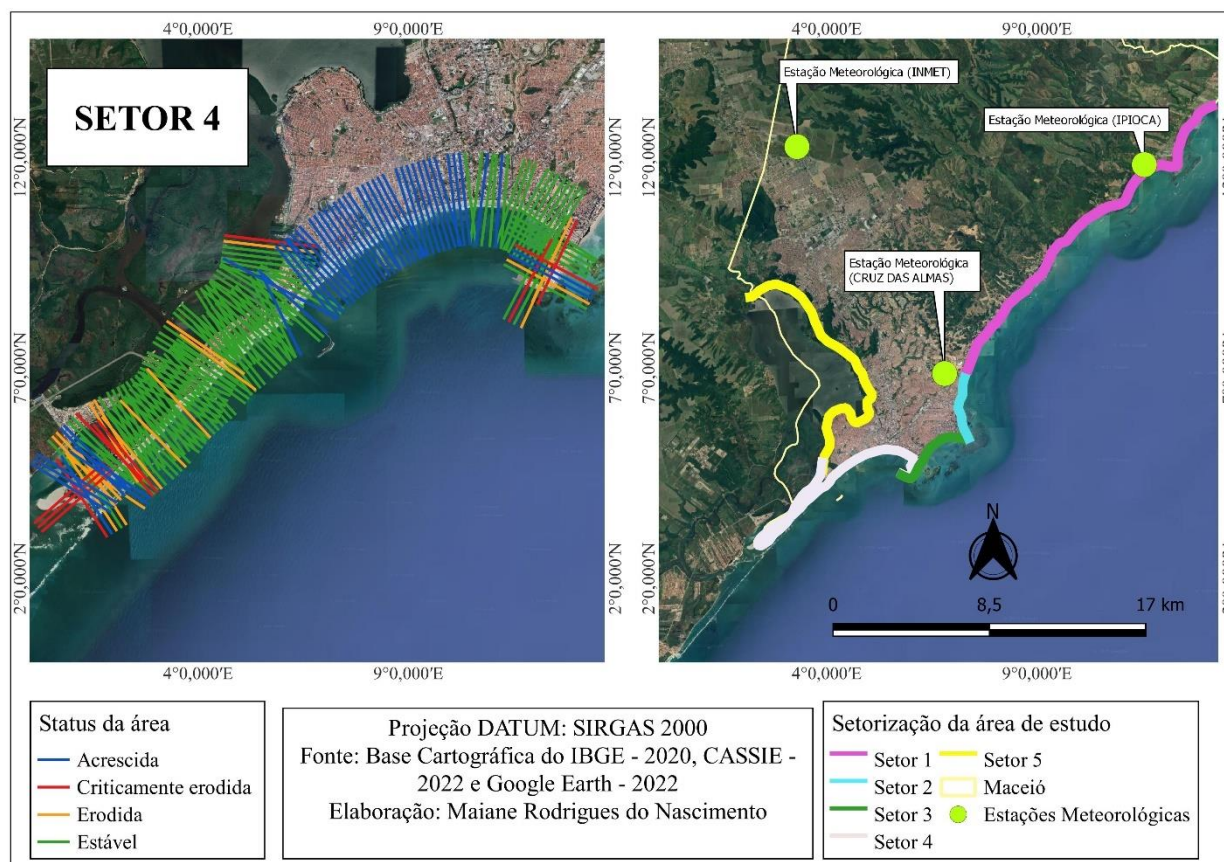 4°0,000′E
9°0,000′E
4°0,000′E
9°0,000′E
SETOR 4
12°0,000′N
7°0,000′N
2°0,000′N
12°0,000′N
7°0,000′N
2°0,000′N
Estação Meteorológica (INMET)
Estação Meteorológica (IPIOCA)
Estação Meteorológica
(CRUZ DAS ALMAS)
N
0
8,5
17 km
4°0,000′E
9°0,000′E
4°0,000′E
9°0,000′E
Status da área
Acrescida
Criticamente erodida
Erodida
Estável
Projeção DATUM: SIRGAS 2000
Fonte: Base Cartográfica do IBGE - 2020, CASSIE -
2022 e Google Earth - 2022
Elaboração: Maiane Rodrigues do Nascimento
Setorização da área de estudo
Setor 1
Setor 2
Setor 3
Setor 4
Setor 5
Maceió
Estações Meteorológicas